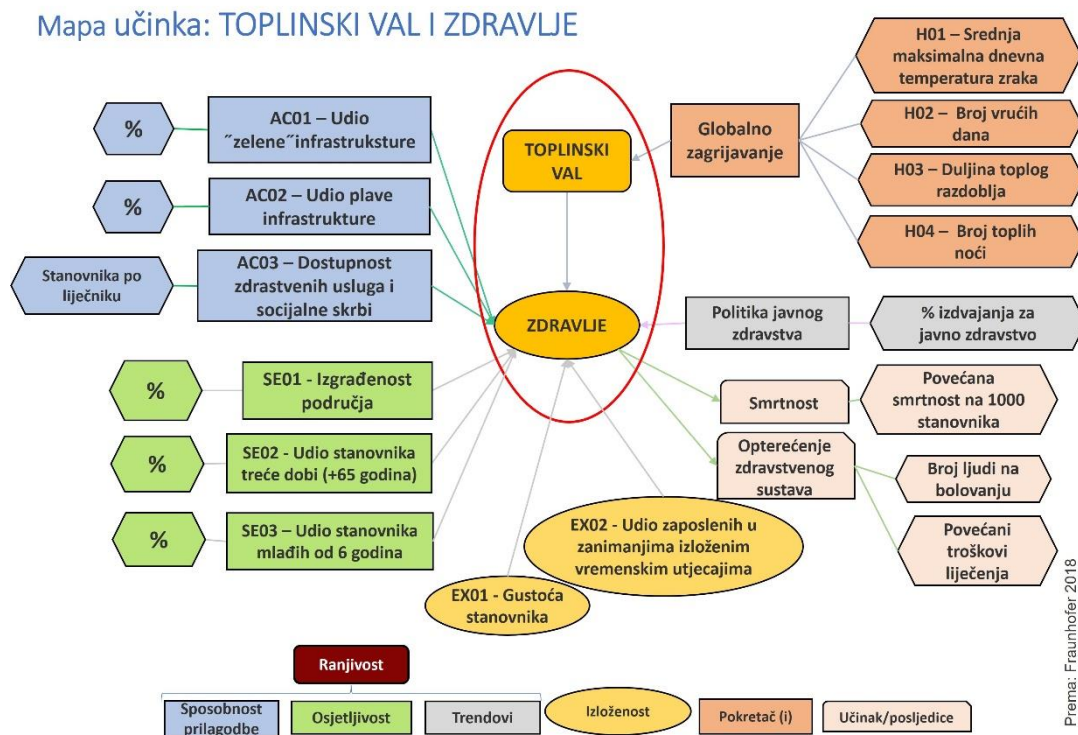 Mapa učinka: TOPLINSKI VAL I ZDRAVLJE
%
AC01 – Udio
˝zelene˝infrastruksture
%
AC02 – Udio plave
infrastrukture
Stanovnika po
liječniku
AC03 – Dostupnost
zdrastvenih usluga i
socijalne skrbi
%
SE01 - Izgrađenost
područja
%
SE02 - Udio stanovnika
treće dobi (+65 godina)
%
SE03 – Udio stanovnika
mlađih od 6 godina
TOPLINSKI
VAL
ZDRAVLJE
Globalno
zagrijavanje
H01 – Srednja
maksimalna dnevna
temperatura zraka
H02 – Broj vrućih
dana
H03 – Duljina toplog
razdoblja
H04 – Broj toplih
noći
Politika javnog
zdravstva
% izdvajanja za
javno zdravstvo
Smrtnost
Povećana
smrtnost na 1000
stanovnika
Opterećenje
zdravstvenog
sustava
Broj ljudi na
bolovanju
Povećani
troškovi
liječenja
EX02 - Udio zaposlenih u
zanimanjima izloženim
vremenskim utjecajima
EX01 - Gustoća
stanovnika
Ranjivost
Sposobnost
prilagodbe
Osjetljivost
Trendovi
Izloženost
Pokretač (i)
Učinak/posljedice
Prema: Fraunhofer 2018